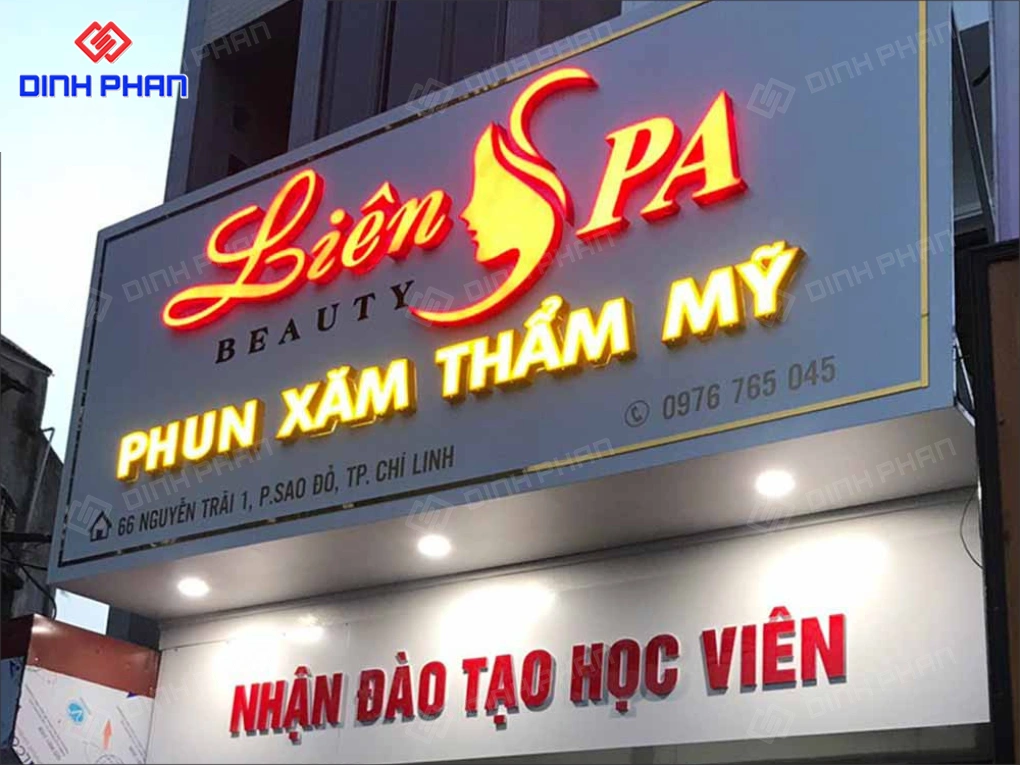 DINH PHAN
Liên SPA
BEAUTY
PHUN XĂM THẨM MỸ
66 NGUYỄN TRÃI 1, P.SAO ĐỎ, TP. CHÍ LINH
0976 765 045
NHẬN ĐÀO TẠO HỌC VIÊN